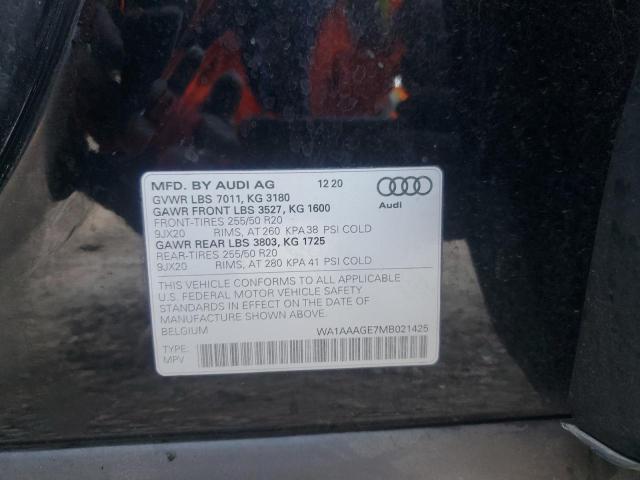 MFD. BY AUDI AG 12 20
GVWR LBS 7011, KG 3180
GAWR FRONT LBS 3527, KG 1600
FRONT-TIRES 255/50 R20
9JX20 RIMS, AT 260 KPA 38 PSI COLD
GAWR REAR LBS 3803, KG 1725
REAR-TIRES 255/50 R20
9JX20 RIMS, AT 280 KPA 41 PSI COLD
Audi
THIS VEHICLE CONFORMS TO ALL APPLICABLE
U.S. FEDERAL MOTOR VEHICLE SAFETY
STANDARDS IN EFFECT ON THE DATE OF
MANUFACTURE SHOWN ABOVE.
BELGIUM WA1AAAGE7MB021425
TYPE:
MPV